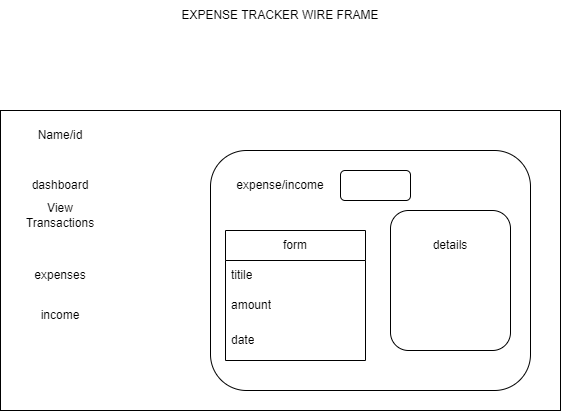 EXPENSE TRACKER WIRE FRAME
Name/id
dashboard
View
Transactions
expenses
income
expense/income
form
titile
amount
date
details